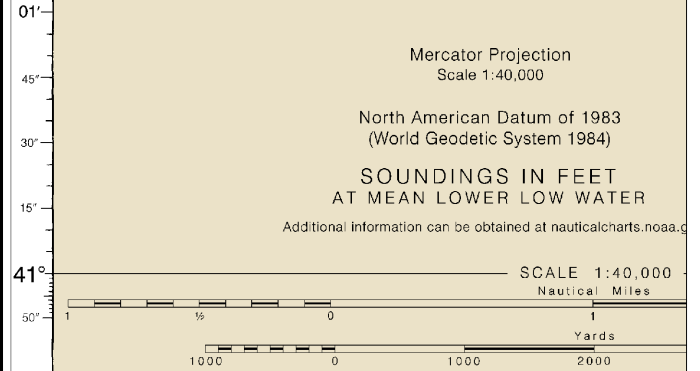 01'
Mercator Projection
Scale 1:40,000
45"
North American Datum of 1983
30"
(World Geodetic System 1984)
SOUNDINGS IN FEET
AT MEAN LOWER LOW WATER
15"
Additional information can be obtained at nauticalcharts.noaa.g
41°
SCALE 1:40,000
Nautical Miles
50"
1 ½ 0 1
Yards
1000 0 1000 2000